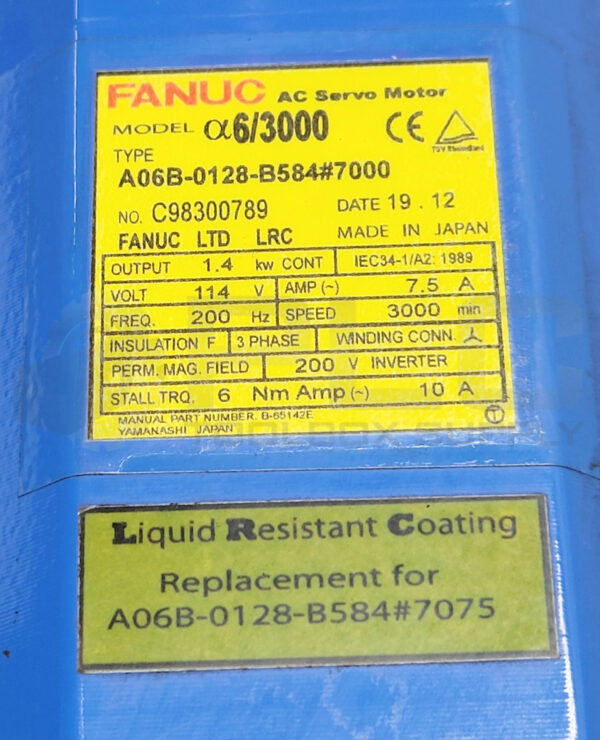 FANUC AC Servo Motor
MODEL α6/3000 CE
TYPE
A06B-0128-B584#7000
NO. C98300789 DATE 19 . 12
FANUC LTD LRC MADE IN JAPAN
OUTPUT 1.4 kw CONT IEC34-1/A2: 1989
VOLT 114 V AMP (~) 7.5 A
FREQ. 200 Hz SPEED 3000 min
INSULATION F 3 PHASE WINDING CONN.
PERM. MAG. FIELD 200 V INVERTER
STALL TRQ. 6 Nm Amp (~) 10 A
MANUAL PART NUMBER. B-65142E
YAMANASHI JAPAN
Liquid Resistant Coating
Replacement for
A06B-0128-B584#7075